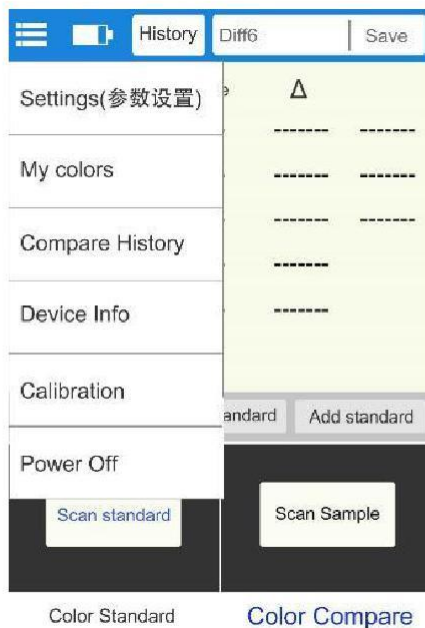 History Diff6 Save
Settings(参数设置)
e Δ
------- -------
My colors
------- -------
------- -------
Compare History
-------
Device Info
-------
Calibration
andard Add standard
Power Off
Scan standard Scan Sample
Color Standard Color Compare